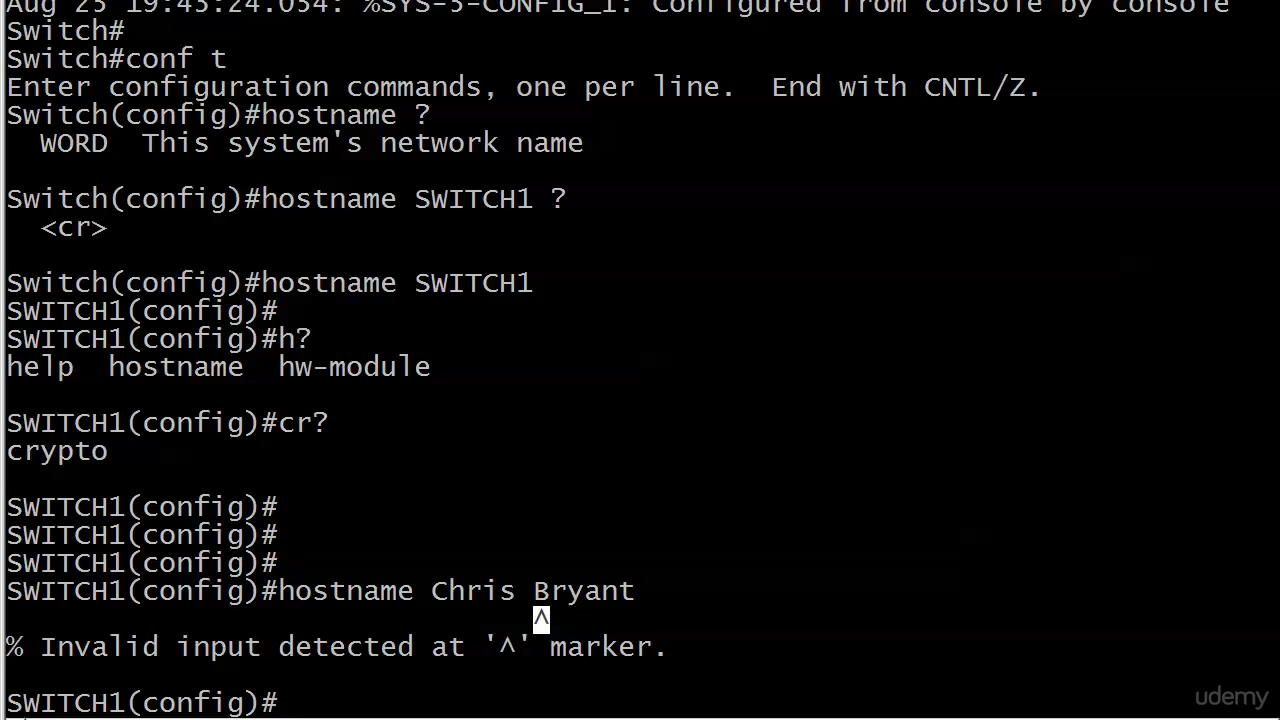 Aug 25 19:43:24.054: %SYS-5-CONFIG_I: Configured from console by console
Switch#
Switch#conf t
Enter configuration commands, one per line.  End with CNTL/Z.
Switch(config)#hostname ?
  WORD  This system's network name
Switch(config)#hostname SWITCH1 ?
  <cr>
Switch(config)#hostname SWITCH1
SWITCH1(config)#
SWITCH1(config)#h?
help  hostname  hw-module
SWITCH1(config)#cr?
crypto
SWITCH1(config)#
SWITCH1(config)#
SWITCH1(config)#
SWITCH1(config)#hostname Chris Bryant
^
% Invalid input detected at '^' marker.
SWITCH1(config)#
udemy